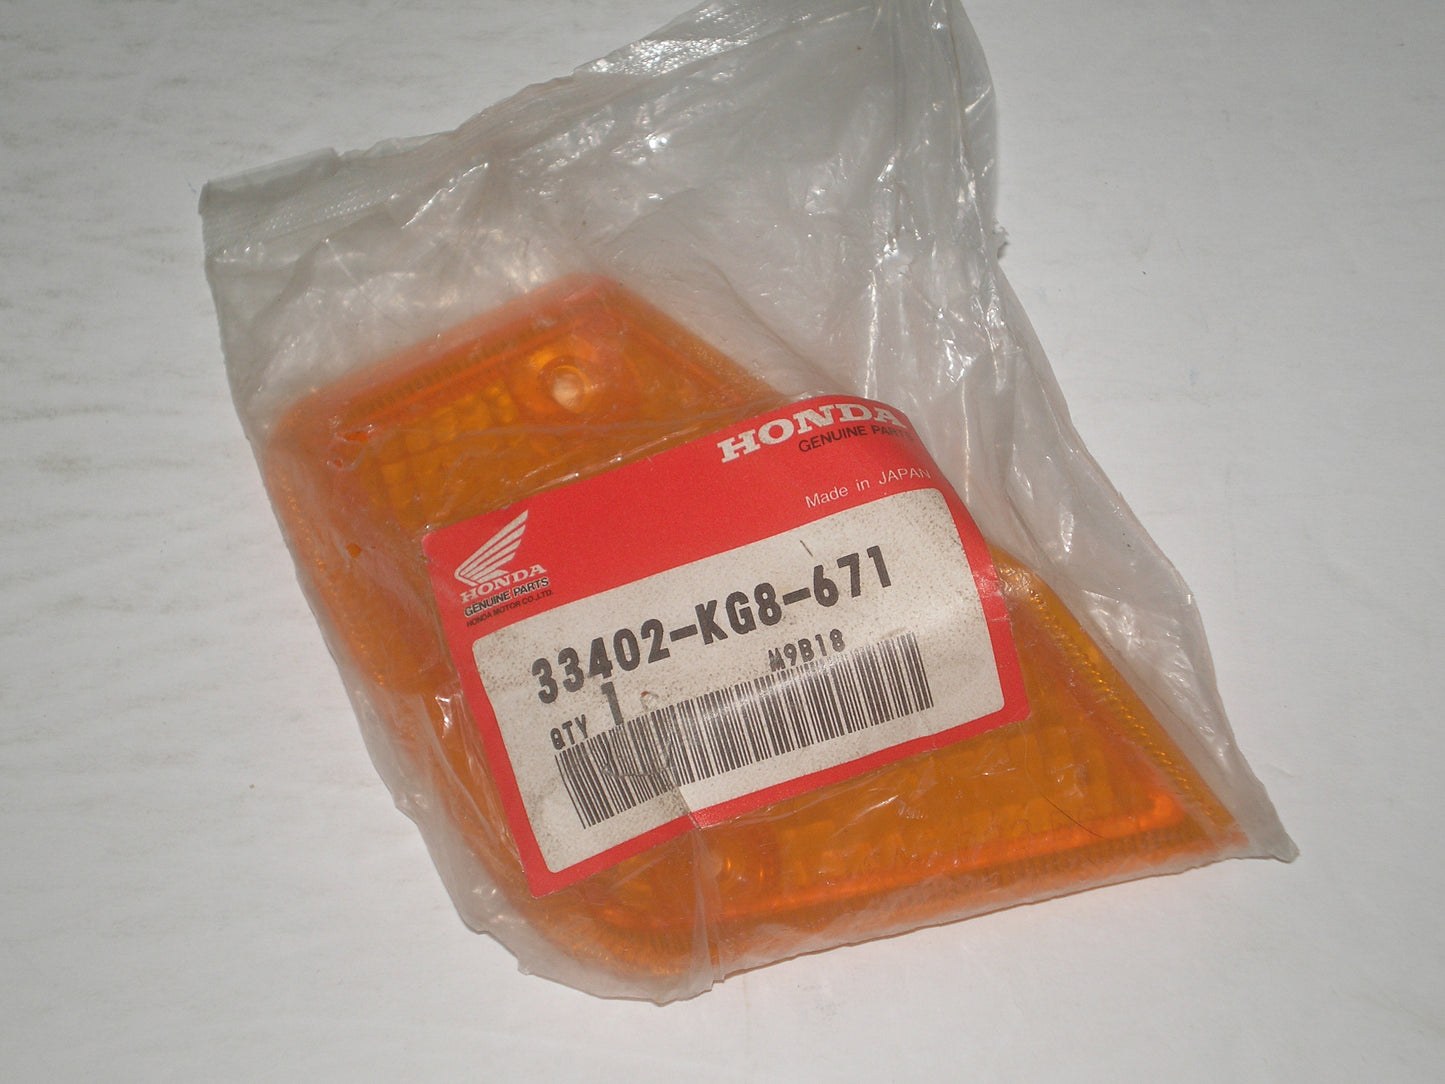 HONDA
GENUINE PARTS
Made in JAPAN
HONDA
GENUINE PARTS
HONDA MOTOR CO.,LTD.
33402-KG8-671
M9B18
QTY 1